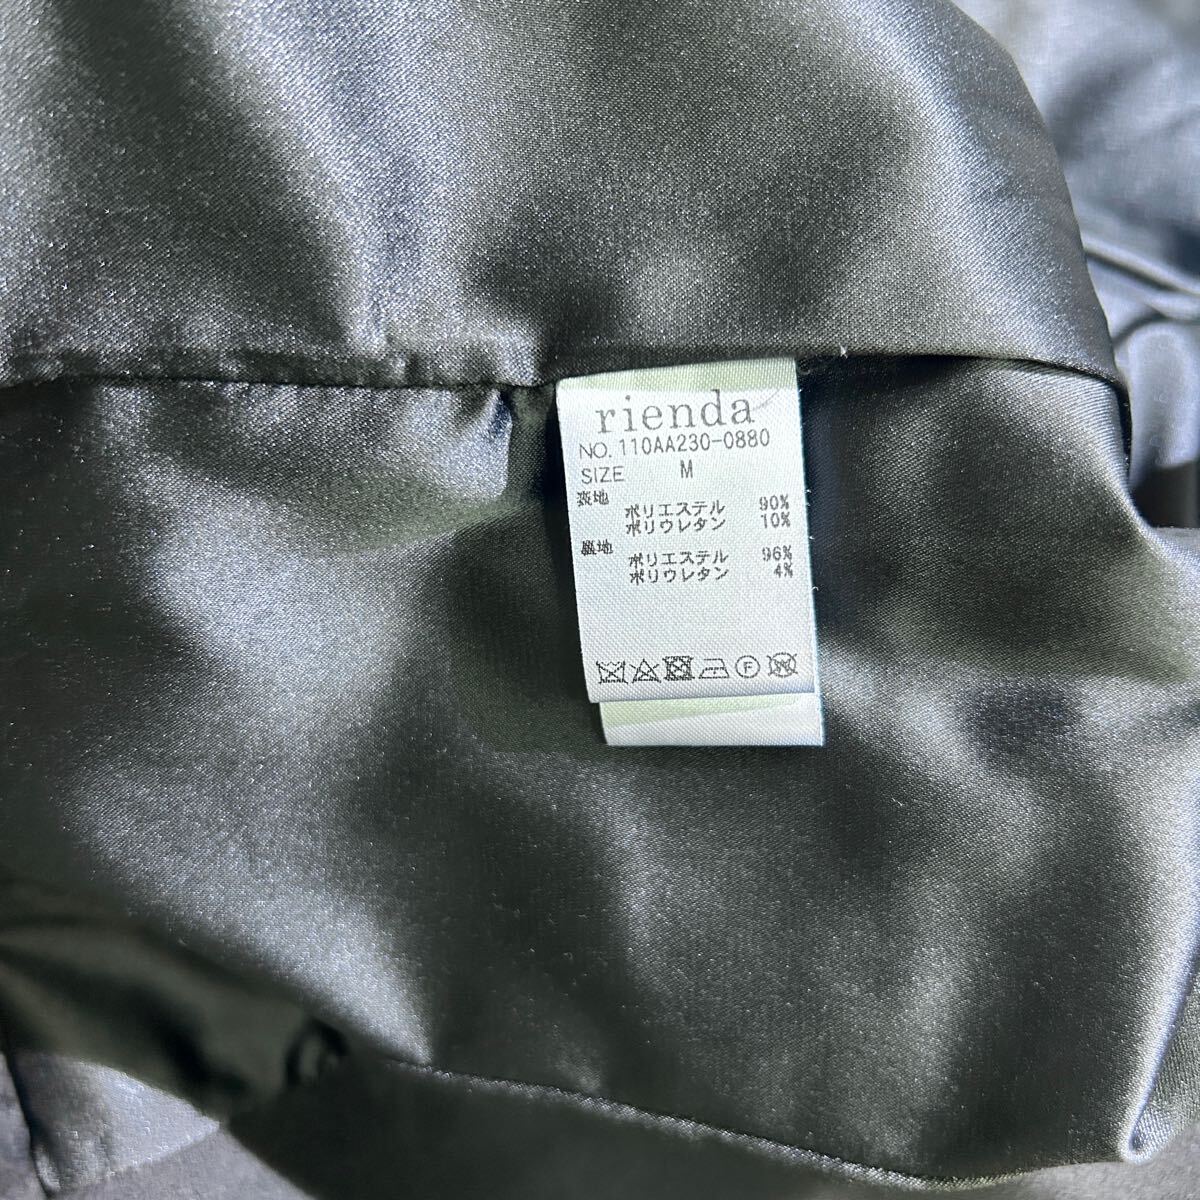 rienda
NO. 110AA230-0880
SIZE M
表地
ポリエステル 90%
ポリウレタン 10%
裏地
ポリエステル 96%
ポリウレタン 4%
F
W